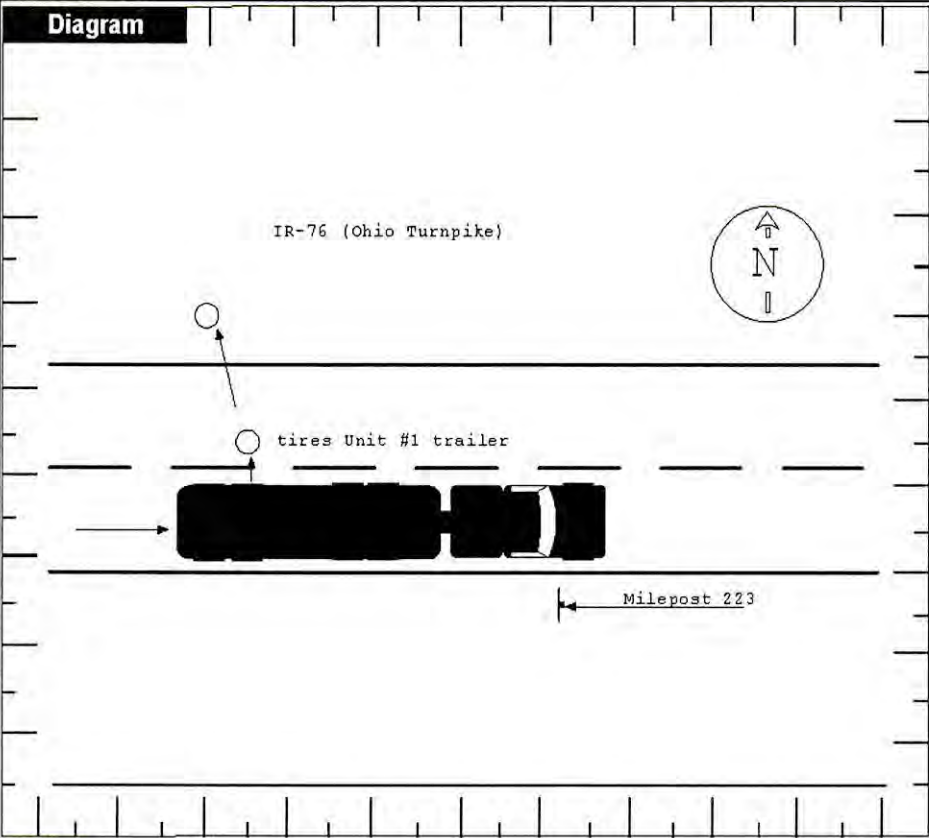 Diagram
IR-76 (Ohio Turnpike)
N
tires Unit #1 trailer
Milepost 223